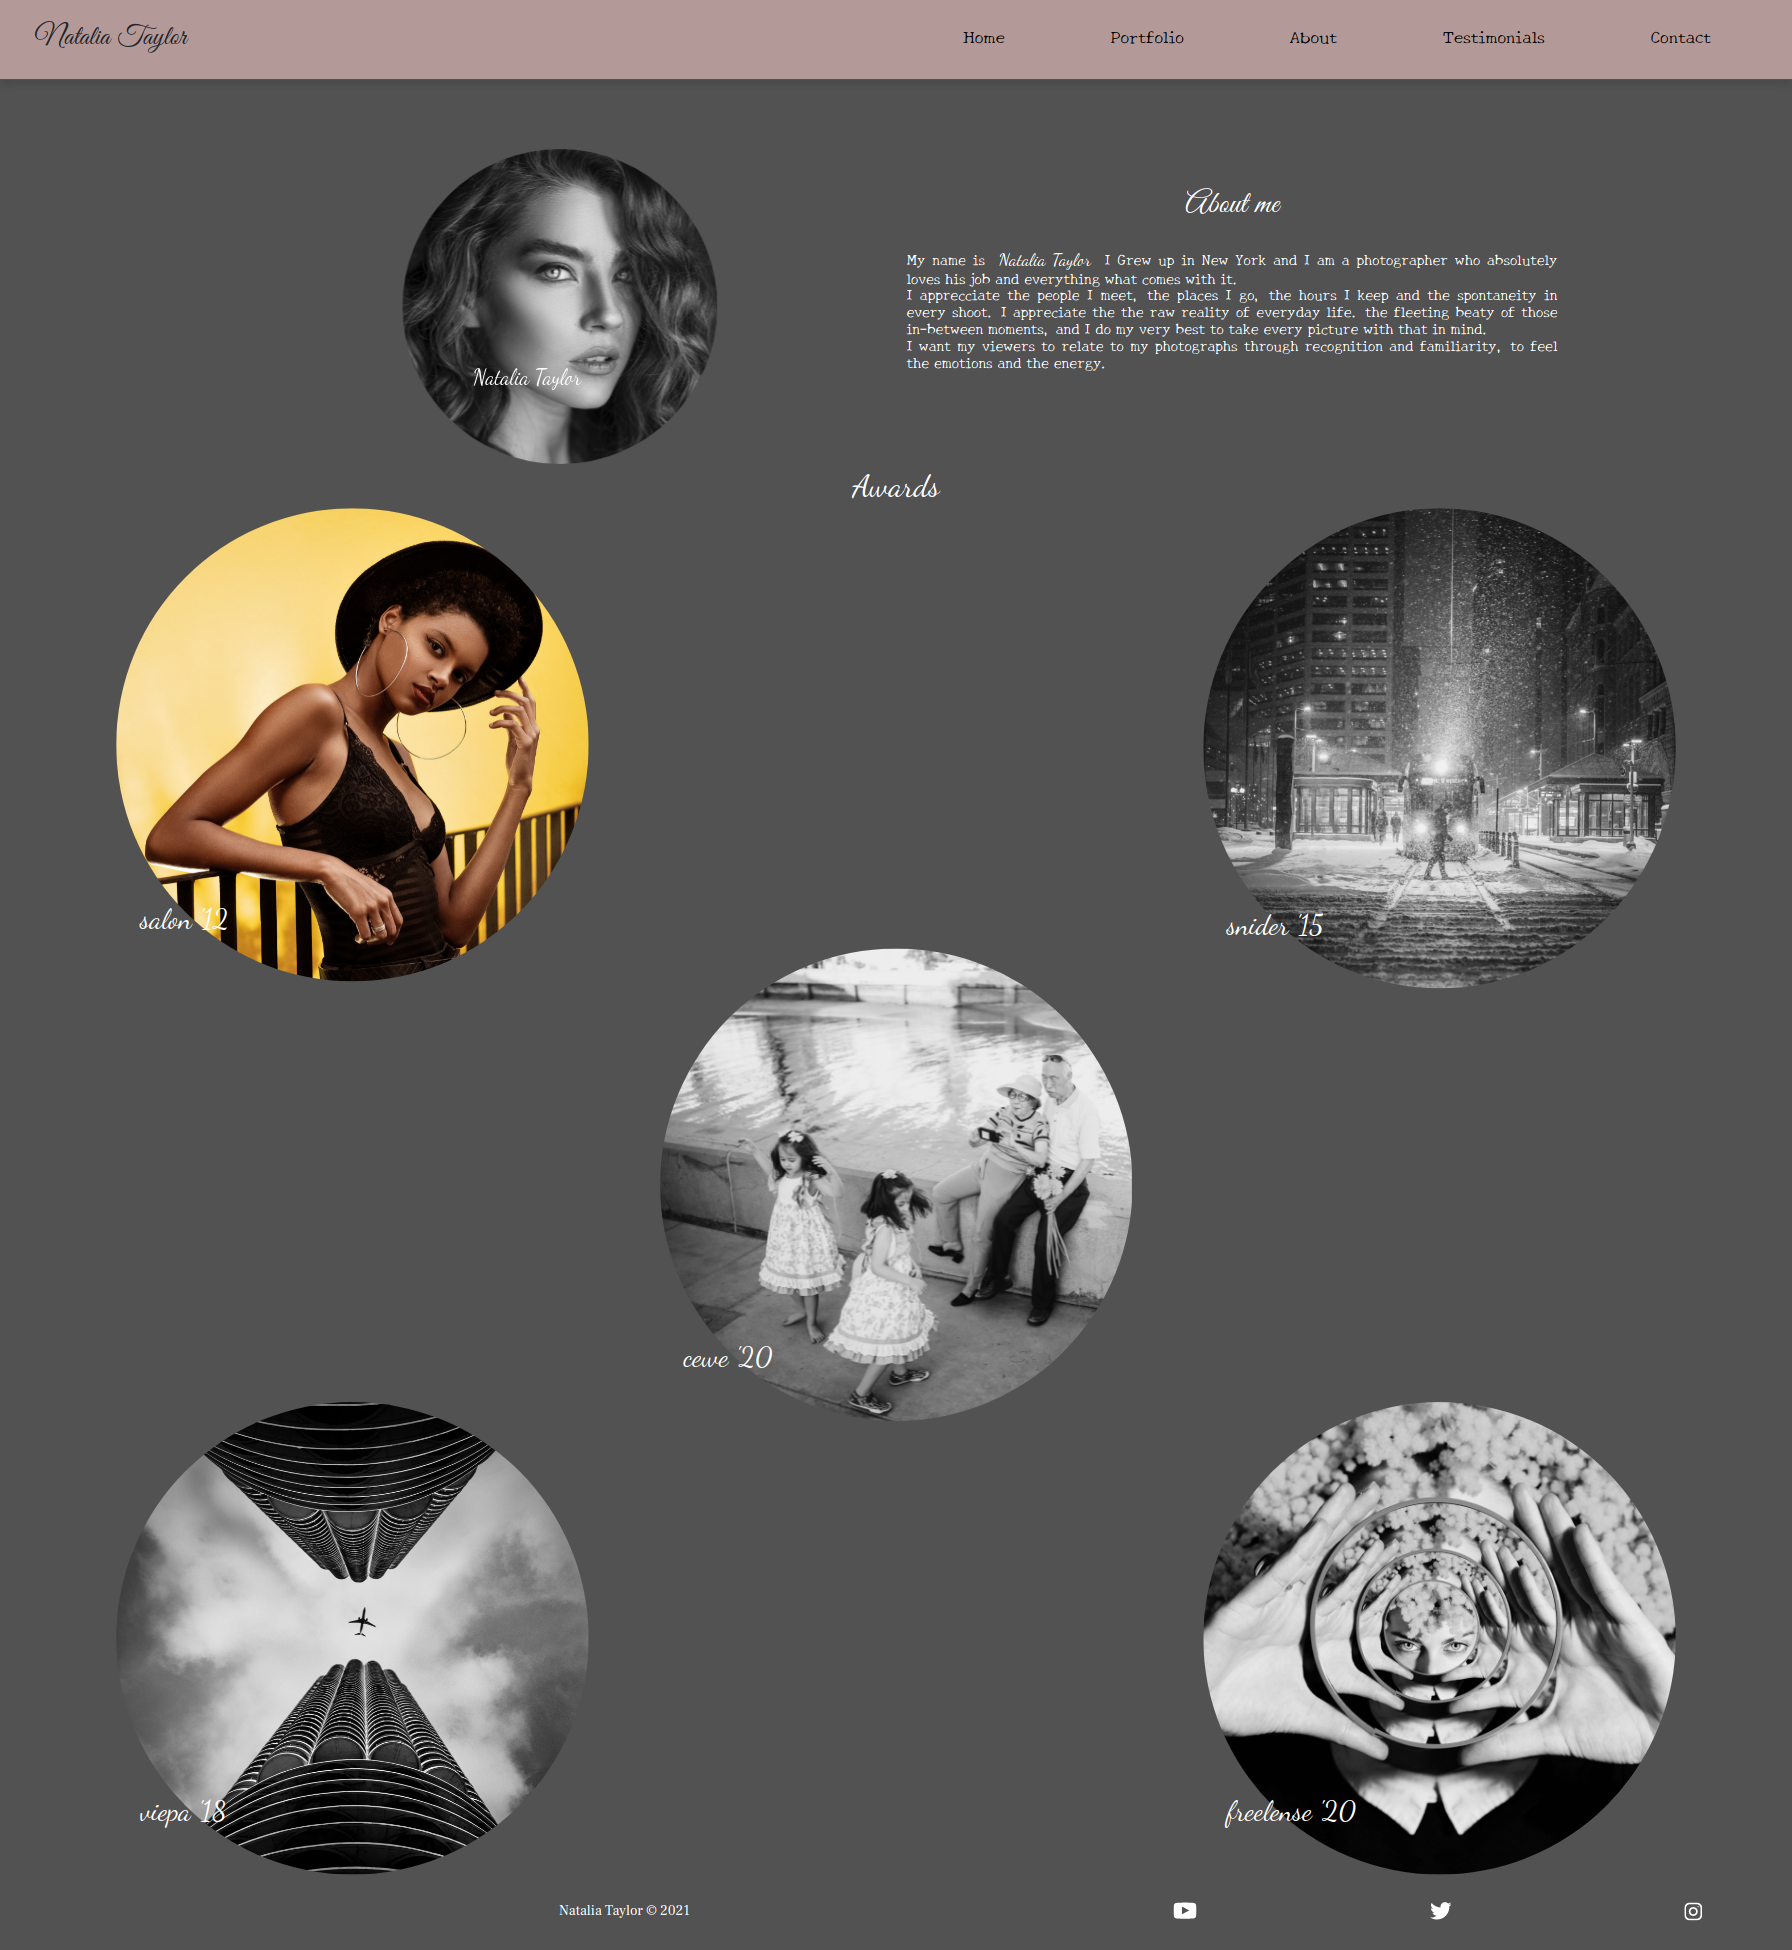 Natalia Taylor
Home
Portfolio
About
Testimonials
Contact
Natalia Taylor
About me
My name is Natalia Taylor I Grew up in New York and I am a photographer who absolutely
loves his job and everything what comes with it.
I apprecciate the people I meet, the places I go, the hours I keep and the spontaneity in
every shoot. I appreciate the the raw reality of everyday life. the fleeting beaty of those
in-between moments, and I do my very best to take every picture with that in mind.
I want my viewers to relate to my photographs through recognition and familiarity, to feel
the emotions and the energy.
Awards
salon '12
snider '15
cewe '20
viepa '18
freelense '20
Natalia Taylor © 2021